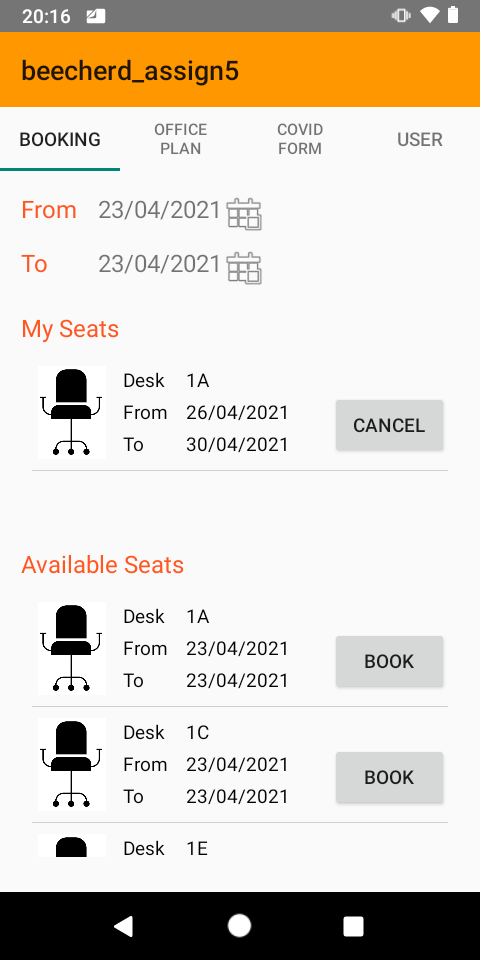 20:16
beecherd_assign5
BOOKING
OFFICE PLAN
COVID FORM
USER
From 23/04/2021
To 23/04/2021
My Seats
Desk 1A
From 26/04/2021
To 30/04/2021
CANCEL
Available Seats
Desk 1A
From 23/04/2021
To 23/04/2021
BOOK
Desk 1C
From 23/04/2021
To 23/04/2021
BOOK
Desk 1E